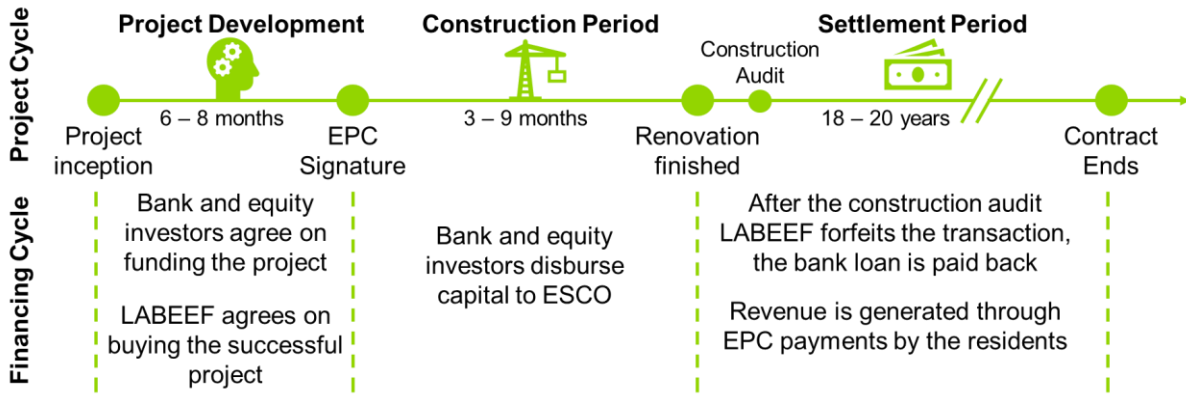 Project Cycle
Project Development
Construction Period
Settlement Period
Construction
Audit
6 – 8 months
3 – 9 months
18 – 20 years
Project
inception
EPC
Signature
Renovation
finished
Contract
Ends
Financing Cycle
Bank and equity
investors agree on
funding the project
LABEEF agrees on
buying the successful
project
Bank and equity
investors disburse
capital to ESCO
After the construction audit
LABEEF forfeits the transaction,
the bank loan is paid back
Revenue is generated through
EPC payments by the residents